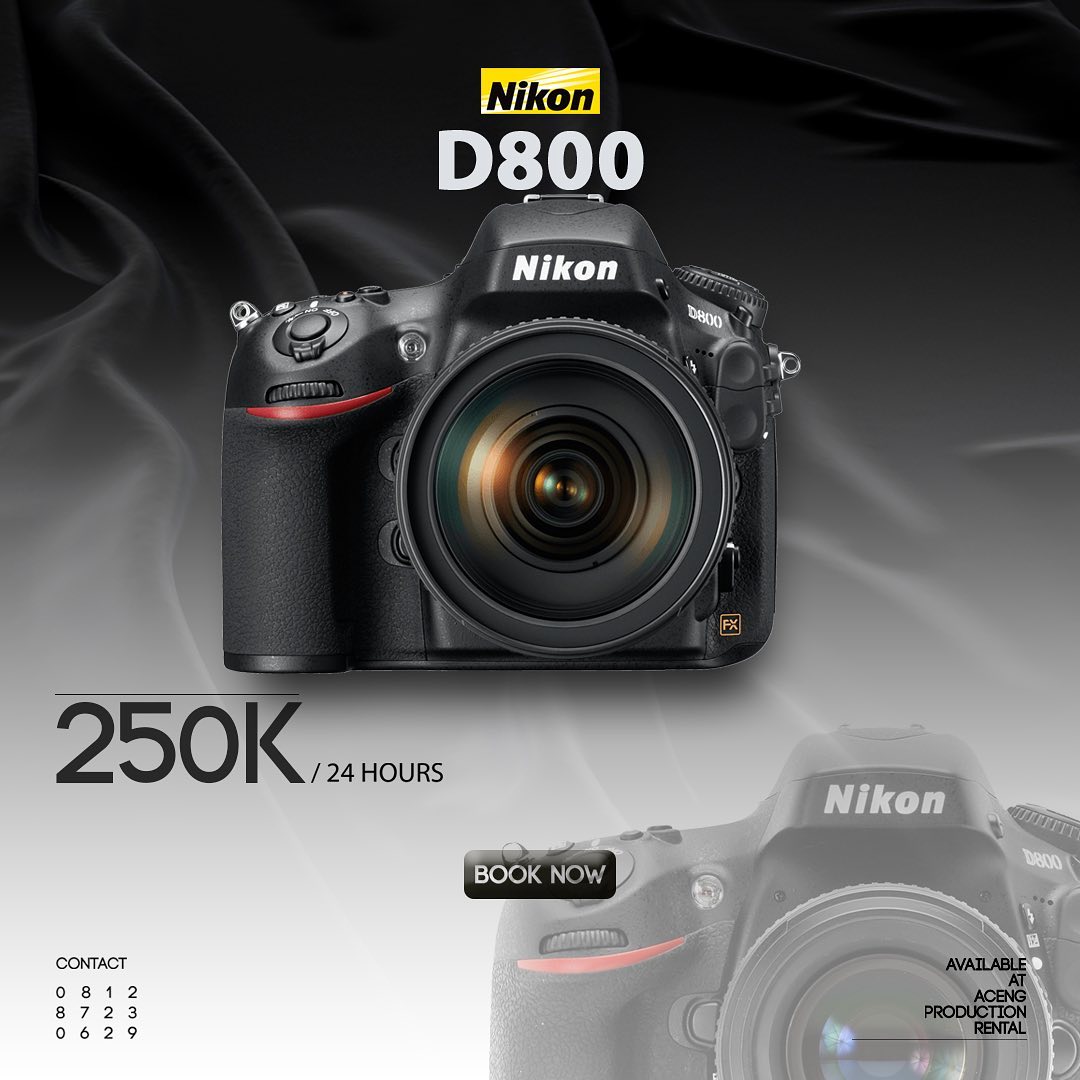 Nikon
D800
Nikon
D800
FX
250K / 24 HOURS
Nikon
D800
BOOK NOW
CONTACT
0 8 1 2
8 7 2 3
0 6 2 9
AVAILABLE
AT
ACENG
PRODUCTION
RENTAL